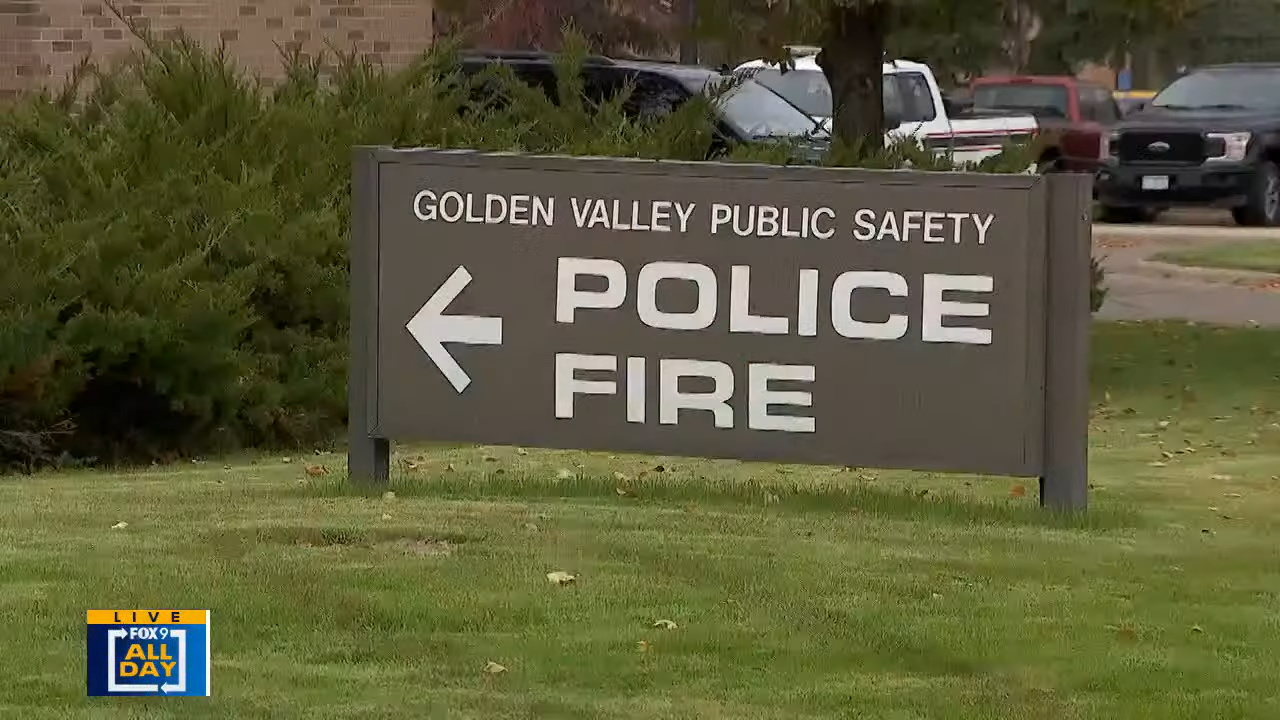 GOLDEN VALLEY PUBLIC SAFETY
POLICE
FIRE
LIVE
FOX 9
ALL
DAY